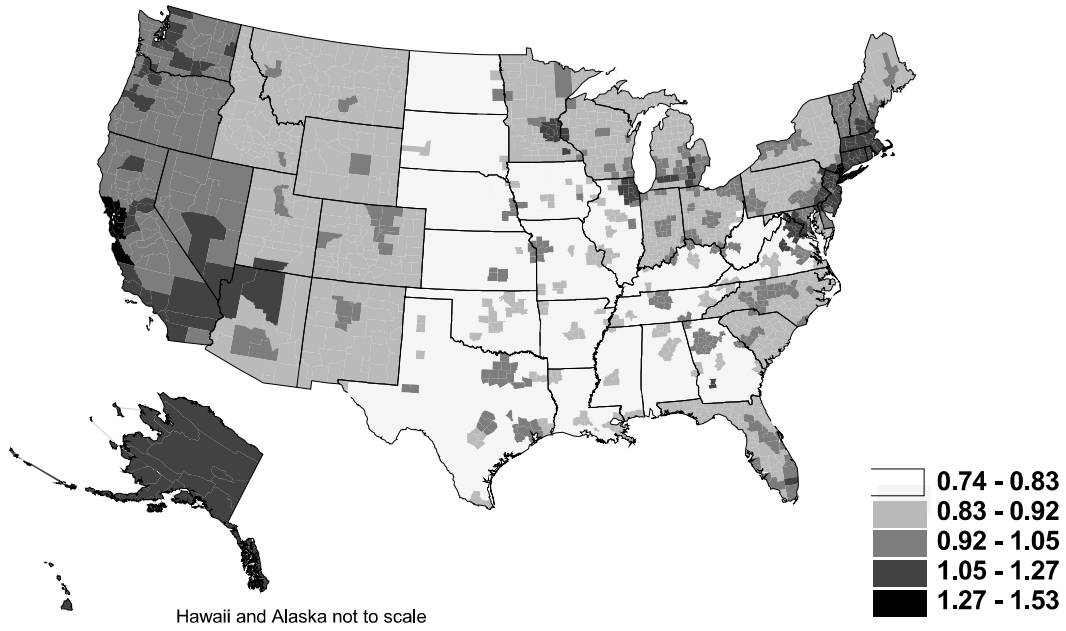 0.74 - 0.83
0.83 - 0.92
0.92 - 1.05
1.05 - 1.27
1.27 - 1.53
Hawaii and Alaska not to scale